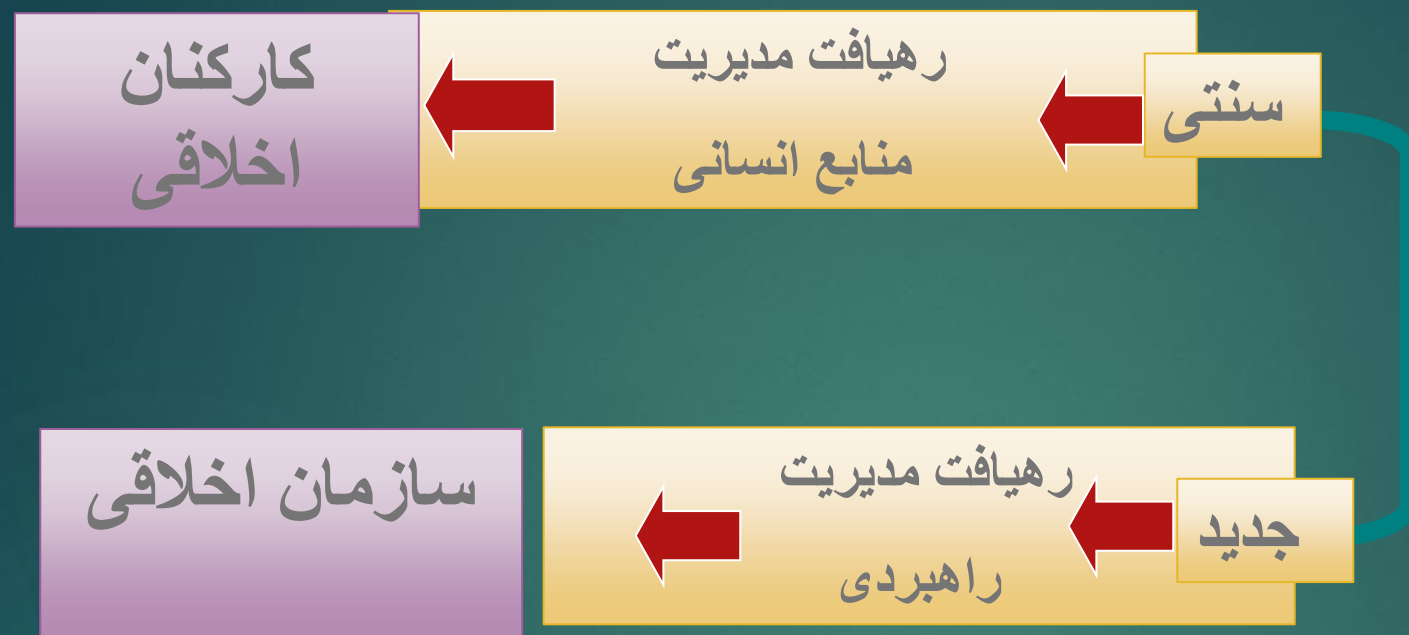 سنتی
رهیافت مدیریت
منابع انسانی
کارکنان
اخلاقی
جدید
رهیافت مدیریت
راهبردی
سازمان اخلاقی